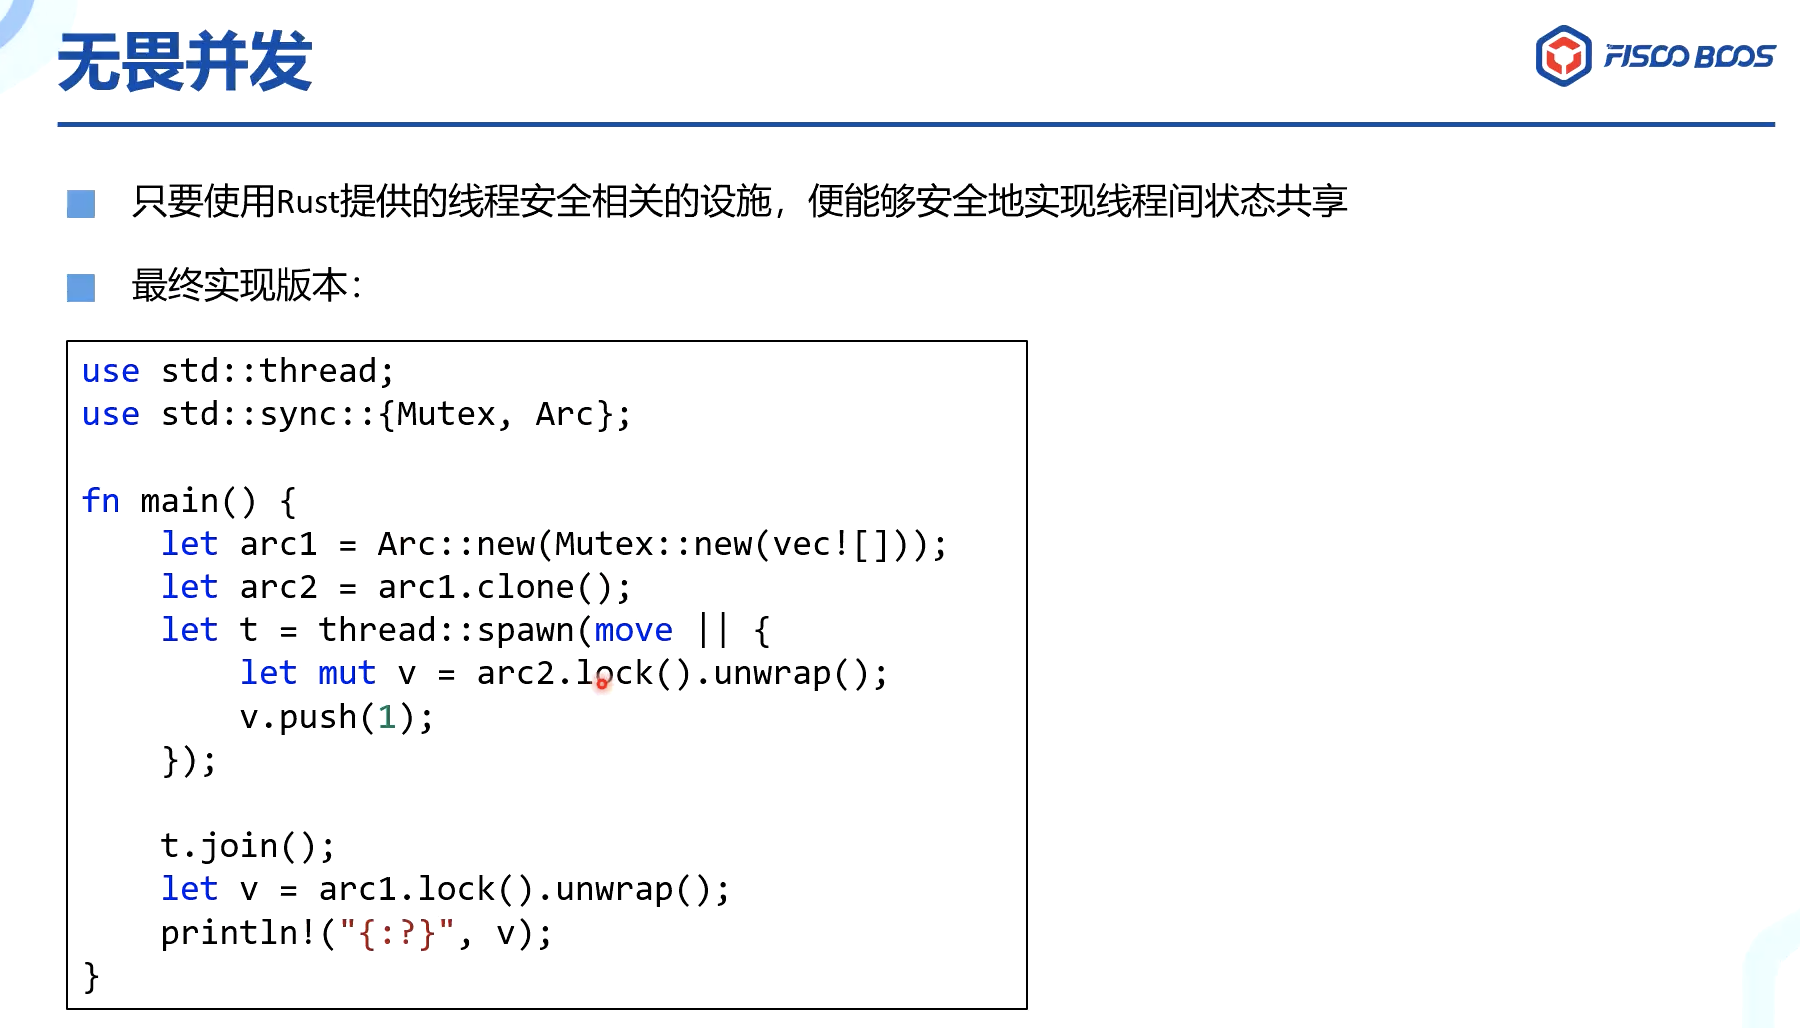 无畏并发
FISCO BCOS
只要使用Rust提供的线程安全相关的设施，便能够安全地实现线程间状态共享
最终实现版本：
use std::thread;
use std::sync::{Mutex, Arc};
fn main() {
    let arc1 = Arc::new(Mutex::new(vec![]));
    let arc2 = arc1.clone();
    let t = thread::spawn(move || {
        let mut v = arc2.lock().unwrap();
        v.push(1);
    });
    t.join();
    let v = arc1.lock().unwrap();
    println!("{:?}", v);
}